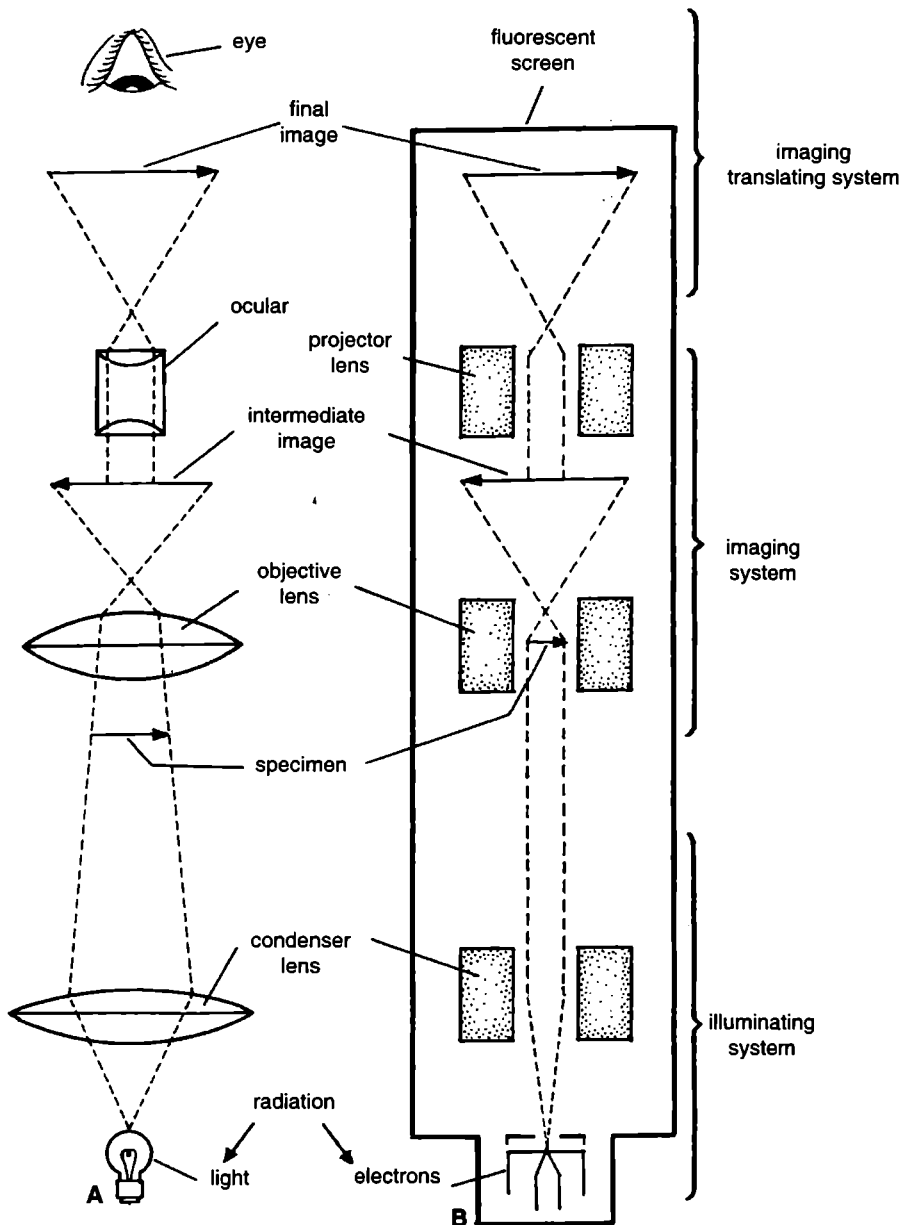 eye
fluorescent
screen
final
image
imaging
translating system
ocular
projector
lens
intermediate
image
imaging
system
objective
lens
specimen
condenser
lens
illuminating
system
radiation
light
electrons
A
B